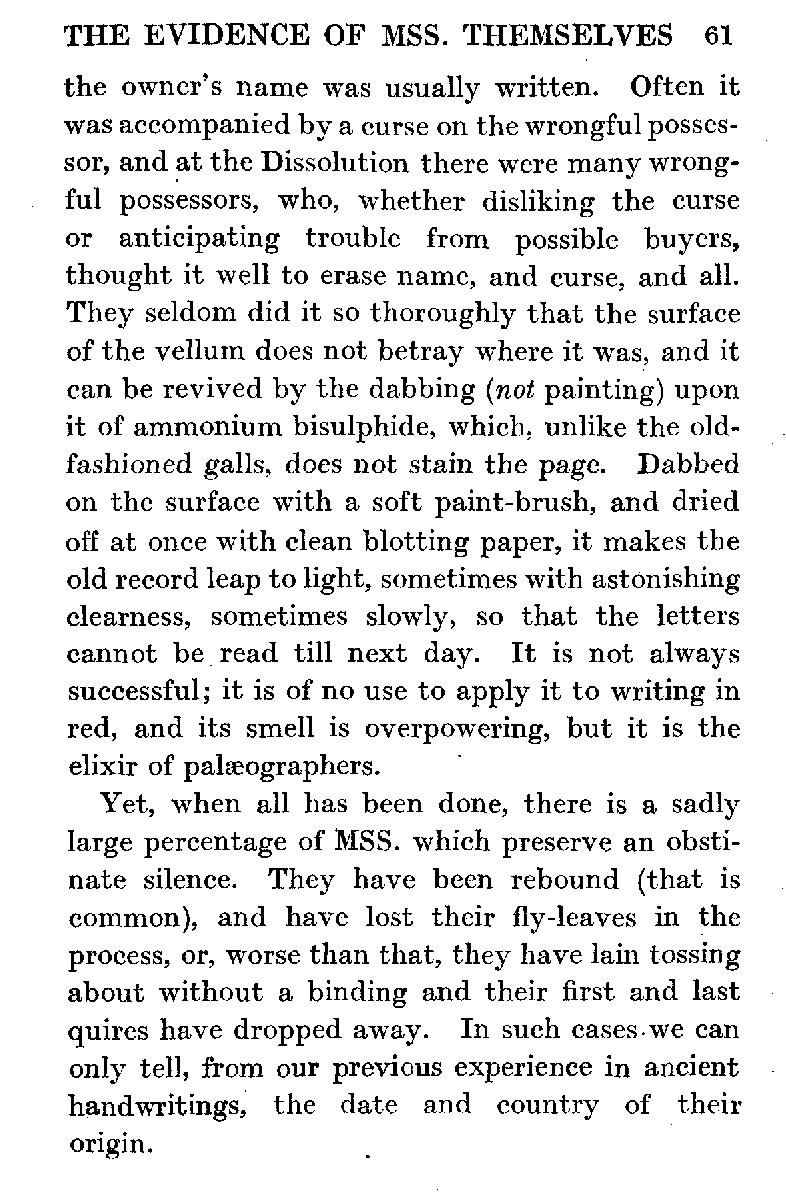 THE EVIDENCE OF MSS. THEMSELVES 61
the owner's name was usually written. Often it
was accompanied by a curse on the wrongful posses-
sor, and at the Dissolution there were many wrong-
ful possessors, who, whether disliking the curse
or anticipating trouble from possible buyers,
thought it well to erase name, and curse, and all.
They seldom did it so thoroughly that the surface
of the vellum does not betray where it was, and it
can be revived by the dabbing (not painting) upon
it of ammonium bisulphide, which, unlike the old-
fashioned galls, does not stain the page. Dabbed
on the surface with a soft paint-brush, and dried
off at once with clean blotting paper, it makes the
old record leap to light, sometimes with astonishing
clearness, sometimes slowly, so that the letters
cannot be read till next day. It is not always
successful; it is of no use to apply it to writing in
red, and its smell is overpowering, but it is the
elixir of palæographers.
Yet, when all has been done, there is a sadly
large percentage of MSS. which preserve an obsti-
nate silence. They have been rebound (that is
common), and have lost their fly-leaves in the
process, or, worse than that, they have lain tossing
about without a binding and their first and last
quires have dropped away. In such cases we can
only tell, from our previous experience in ancient
handwritings, the date and country of their
origin.